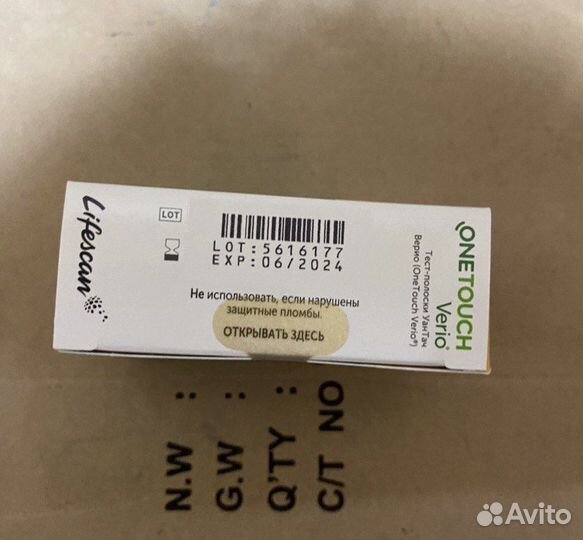 Lifescan
LOT
LOT:5616177
EXP:06/2024
Не использовать, если нарушены
защитные пломбы.
ОТКРЫВАТЬ ЗДЕСЬ
ONETOUCH
Verio®
Тест-полоски УанТач
Верио (OneTouch Verio®)
N.W :
G.W :
Q'TY :
C/T NO
Avito